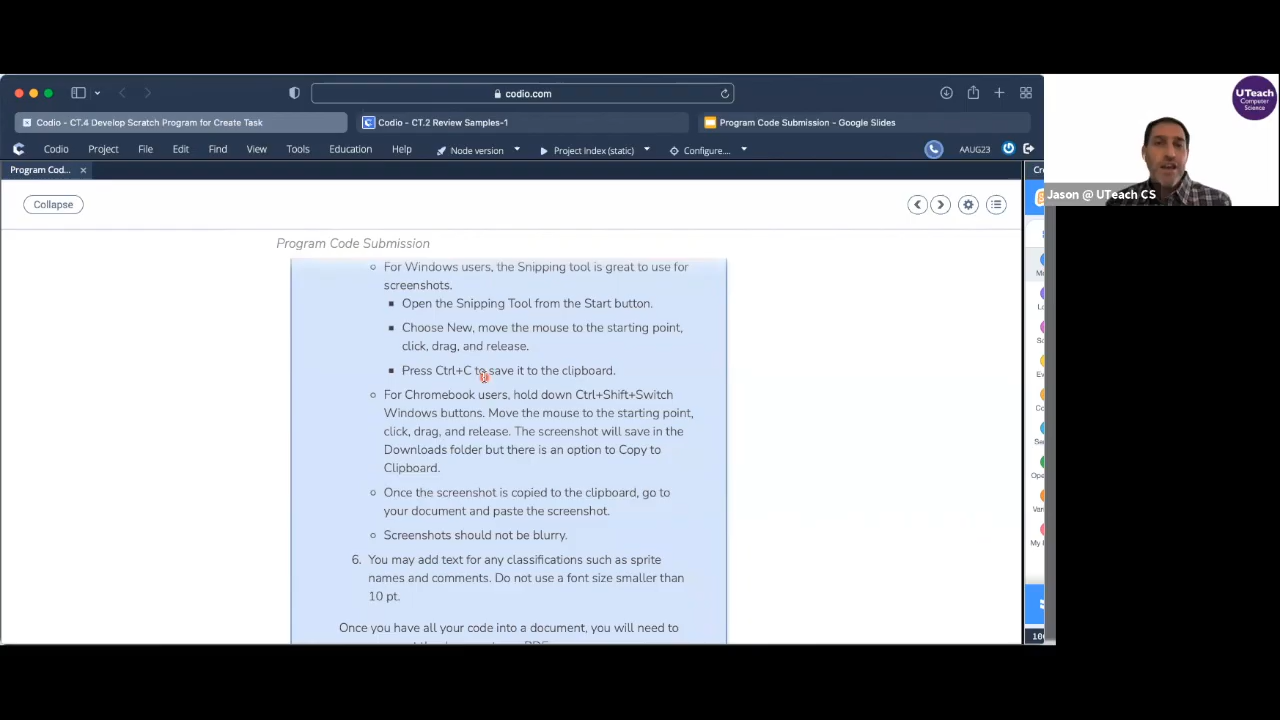 codio.com
Codio - CT.4 Develop Scratch Program for Create Task
Codio - CT.2 Review Samples-1
Program Code Submission - Google Slides
Codio Project File Edit Find View Tools Education Help Node version Project Index (static) Configure.... AAUG23
Program Cod... ×
Collapse
Program Code Submission
For Windows users, the Snipping tool is great to use for
screenshots.
Open the Snipping Tool from the Start button.
Choose New, move the mouse to the starting point,
click, drag, and release.
Press Ctrl+C to save it to the clipboard.
For Chromebook users, hold down Ctrl+Shift+Switch
Windows buttons. Move the mouse to the starting point,
click, drag, and release. The screenshot will save in the
Downloads folder but there is an option to Copy to
Clipboard.
Once the screenshot is copied to the clipboard, go to
your document and paste the screenshot.
Screenshots should not be blurry.
6. You may add text for any classifications such as sprite
names and comments. Do not use a font size smaller than
10 pt.
Once you have all your code into a document, you will need to
UTeach
Computer
Science
Jason @ UTeach CS